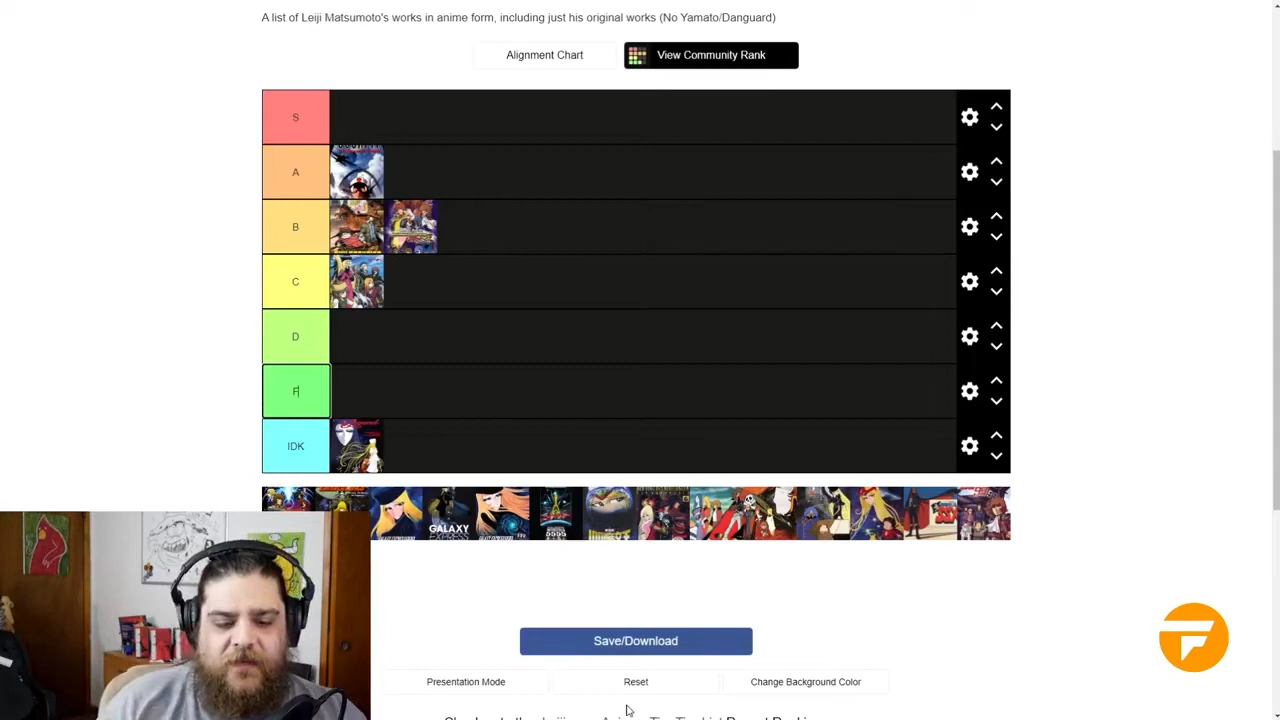 A list of Leiji Matsumoto's works in anime form, including just his original works (No Yamato/Danguard)
Alignment Chart
View Community Rank
S
A
B
C
D
F
IDK
GALAXY
EXPRESS
Save/Download
Presentation Mode
Reset
Change Background Color